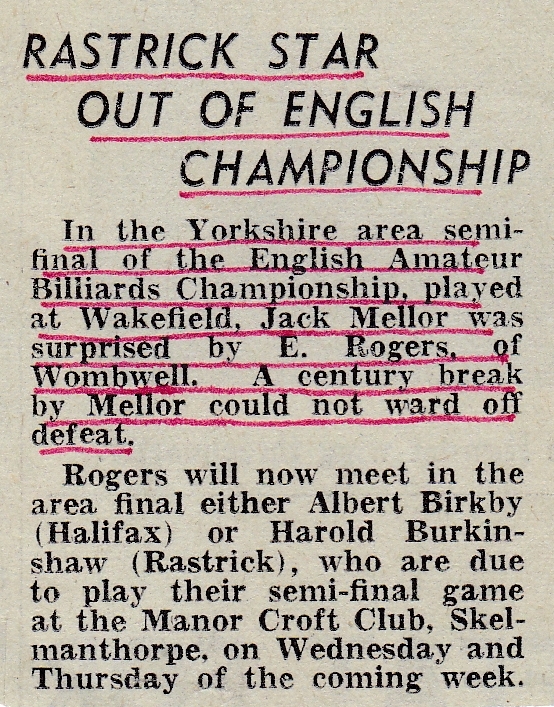 RASTRICK STAR
OUT OF ENGLISH
CHAMPIONSHIP
In the Yorkshire area semi-
final of the English Amateur
Billiards Championship, played
at Wakefield, Jack Mellor was
surprised by E. Rogers, of
Wombwell. A century break
by Mellor could not ward off
defeat.
Rogers will now meet in the
area final either Albert Birkby
(Halifax) or Harold Burkin-
shaw (Rastrick), who are due
to play their semi-final game
at the Manor Croft Club, Skel-
manthorpe, on Wednesday and
Thursday of the coming week.